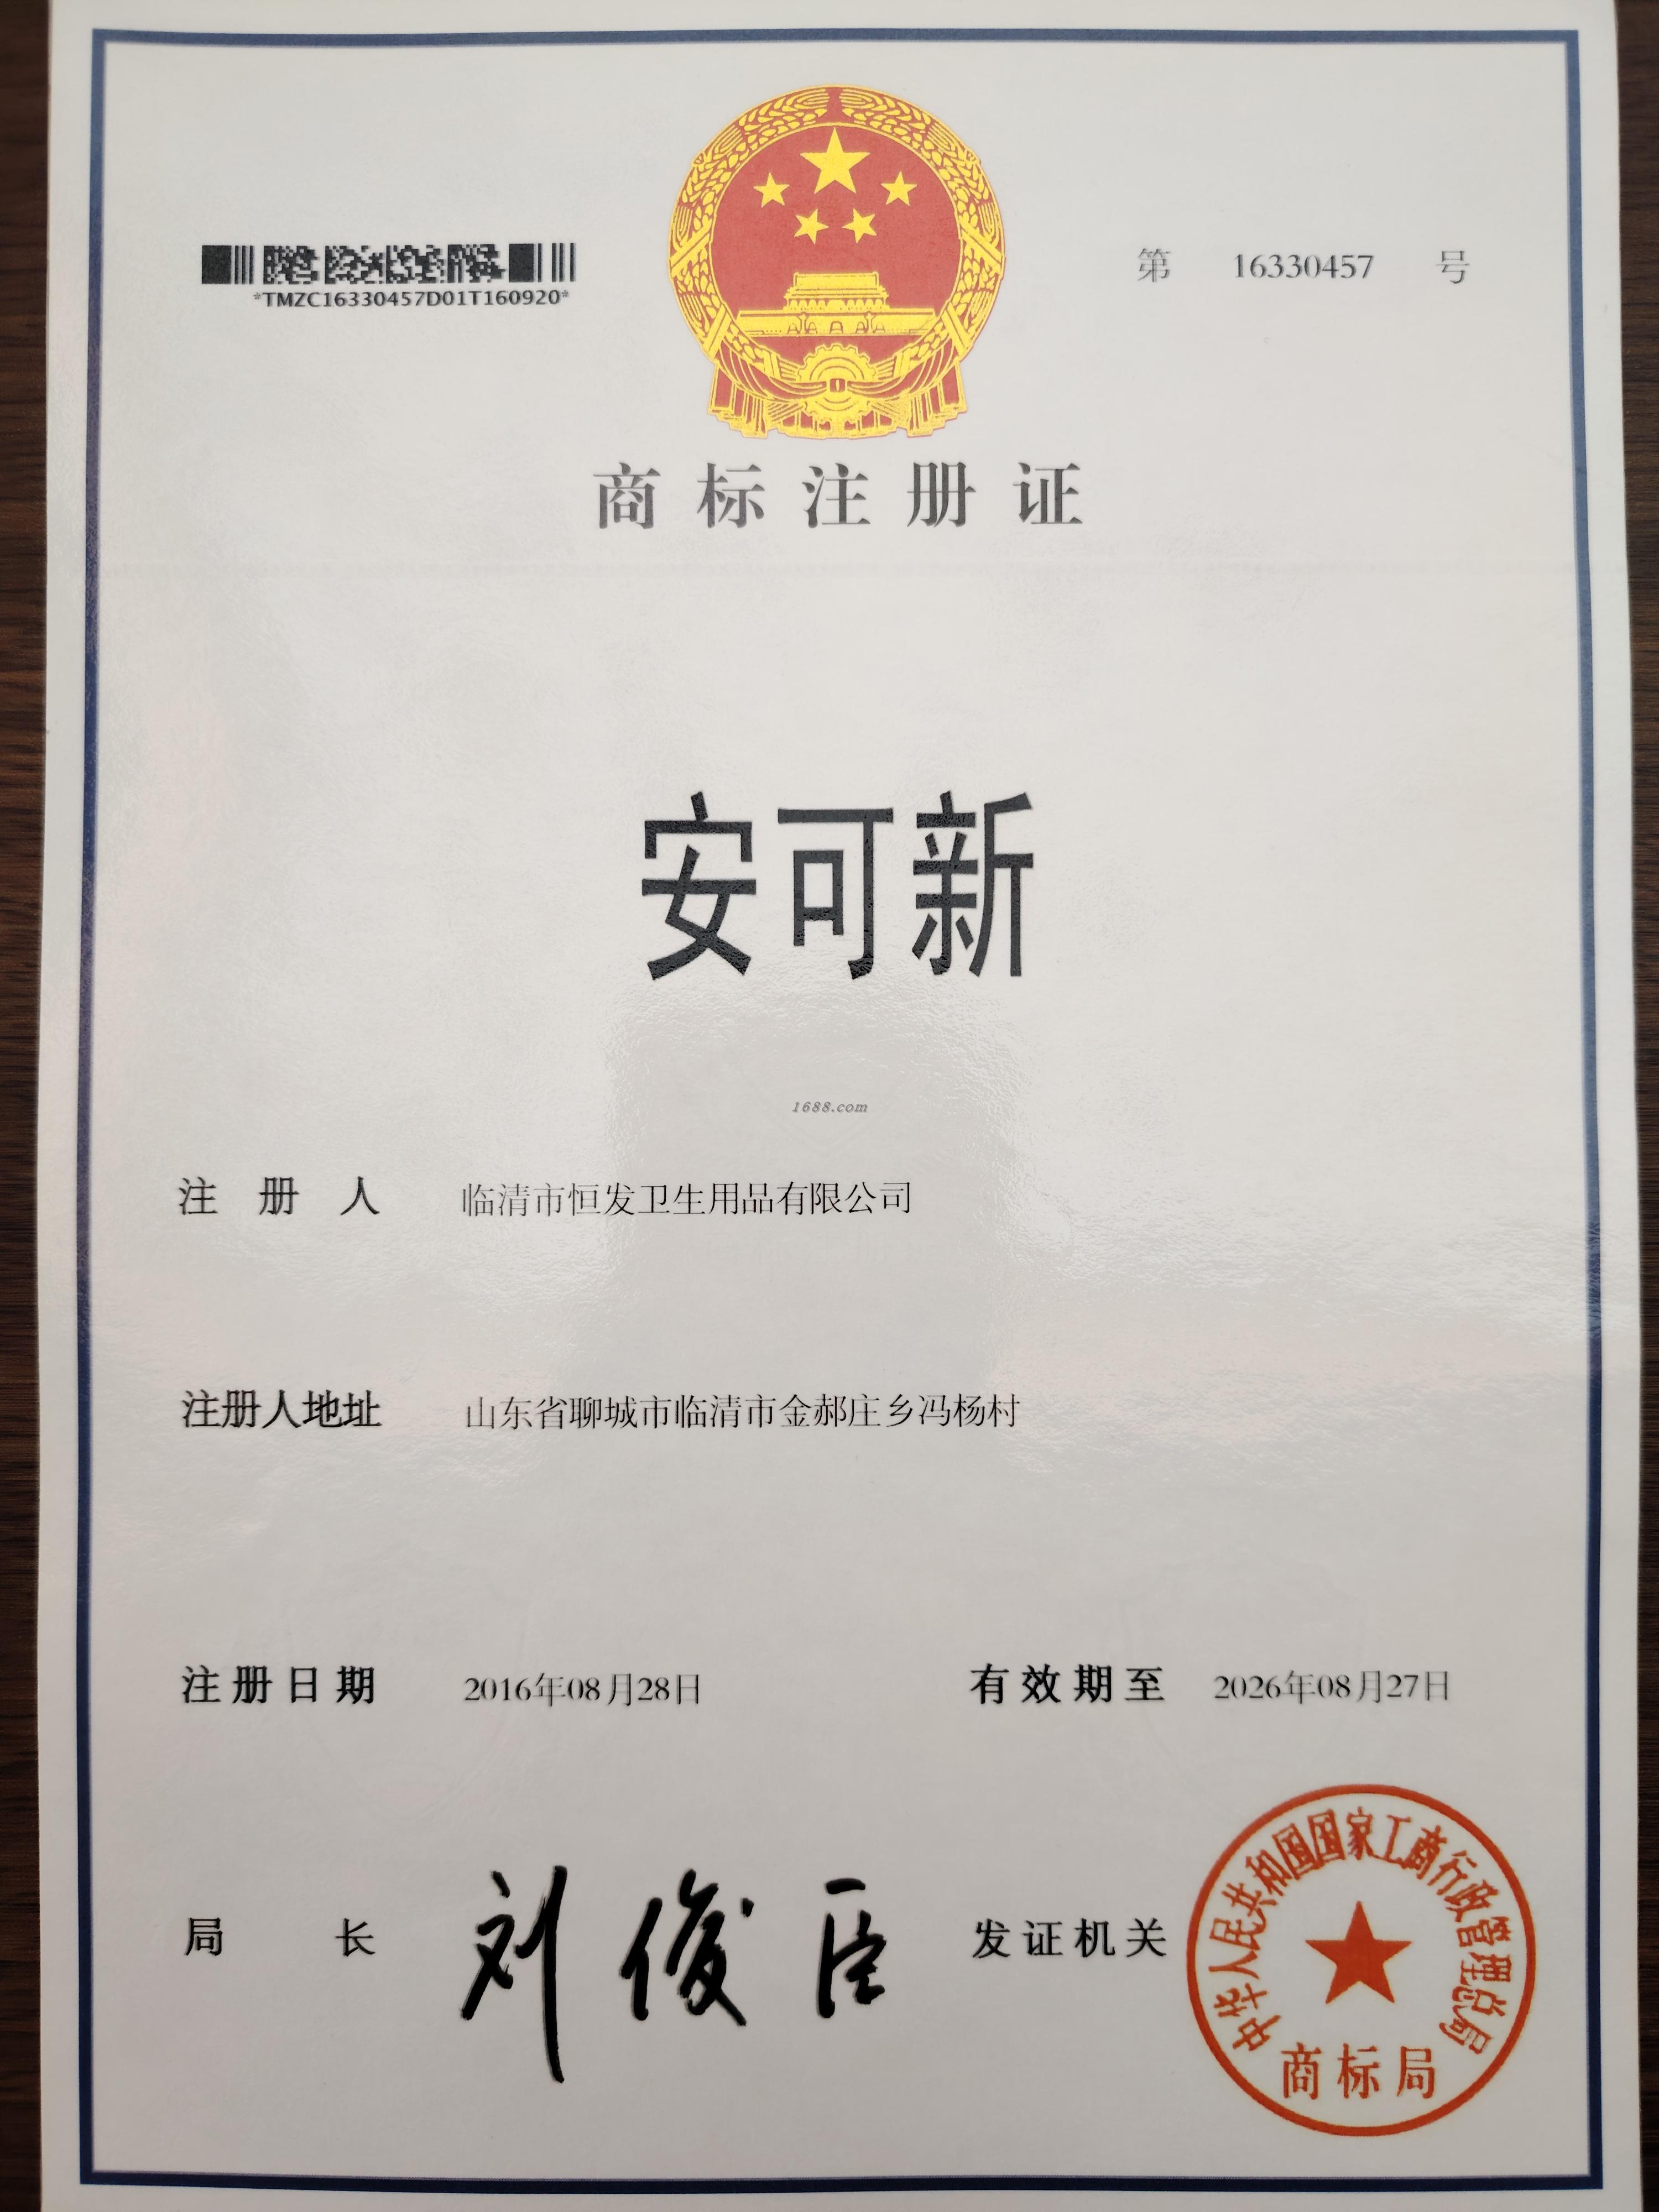 *TMZC16330457D01T160920*
第 16330457 号
商标注册证
安可新
1688.com
注册人 临清市恒发卫生用品有限公司
注册人地址 山东省聊城市临清市金郝庄乡冯杨村
注册日期 2016年08月28日 有效期至 2026年08月27日
局长 刘俊臣 发证机关
中华人民共和国国家工商行政管理总局
商标局